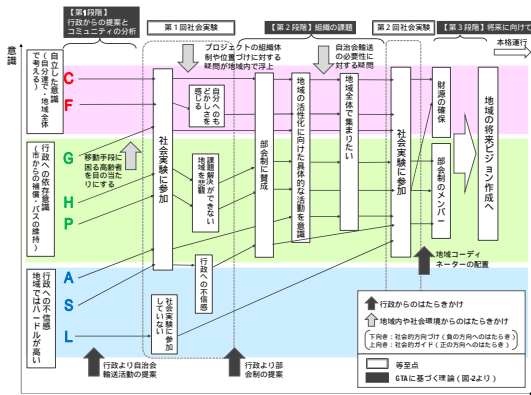 【第1段階】
行政からの提案と
コミュニティの分析
第1回社会実験
【第2段階】組織の課題
第2回社会実験
【第3段階】将来に向けて
本格運行
意識
プロジェクトの組織体
制や位置づけに対する
疑問が地域内で浮上
自治会輸送
の必要性に
対する疑問
自立した意識
（自分達で・地域全体
で考える）
C
F
社会実験に参加
自分へのも
どかしさを
感じる
部会制に賛成
地域の活性化に向けた具体的な活動を意識
地域全体で集まりたい
社会実験に参加
財源の確保
地域の将来ビジョン作成へ
行政への依存意識
（市からの補償・バスの維持）
G
移動手段に
困る高齢者
を目の当た
りにする
H
P
課題解決ができない
地域を悲観
部会制のメンバー
地域コーディ
ネーターの配置
行政への不信感
地域ではハードルが高い
A
S
L
行政への不信感
社会実験に参加
していない
行政より自治会
輸送活動の提案
行政より部
会制の提案
行政からのはたらきかけ
地域内や社会環境からのはたらきかけ
下向き：社会的方向づけ（負の方向へのはたらき）
上向き：社会的ガイド（正の方向へのはたらき）
等至点
GTAに基づく理論（図-2より）